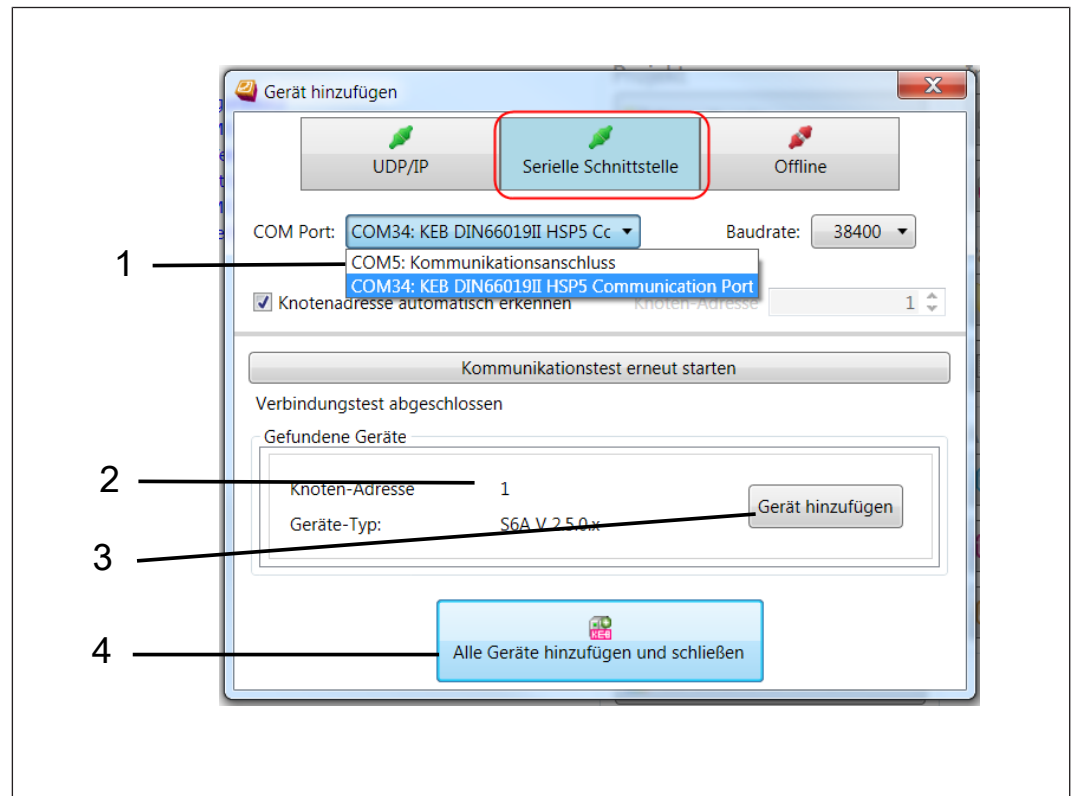 Gerät hinzufügen
UDP/IP
Serielle Schnittstelle
Offline
COM Port: COM34: KEB DIN66019II HSP5 Cc
Baudrate: 38400
1
COM5: Kommunikationsanschluss
COM34: KEB DIN66019II HSP5 Communication Port
Knotenadresse automatisch erkennen
Knoten-Adresse 1
Kommunikationstest erneut starten
Verbindungstest abgeschlossen
Gefundene Geräte
2
Knoten-Adresse 1
Geräte-Typ: S6A V 2.5.0.x
Gerät hinzufügen
3
KEB
4
Alle Geräte hinzufügen und schließen